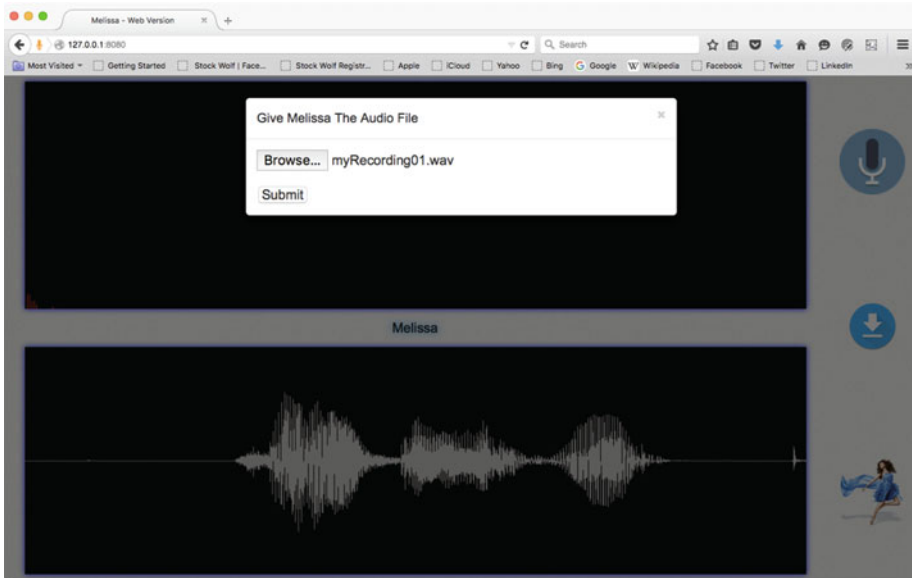 Melissa - Web Version
127.0.0.1:8080
Search
Most Visited Getting Started Stock Wolf | Face... Stock Wolf Registr... Apple iCloud Yahoo Bing Google Wikipedia Facebook Twitter LinkedIn
Give Melissa The Audio File
Browse... myRecording01.wav
Submit
Melissa